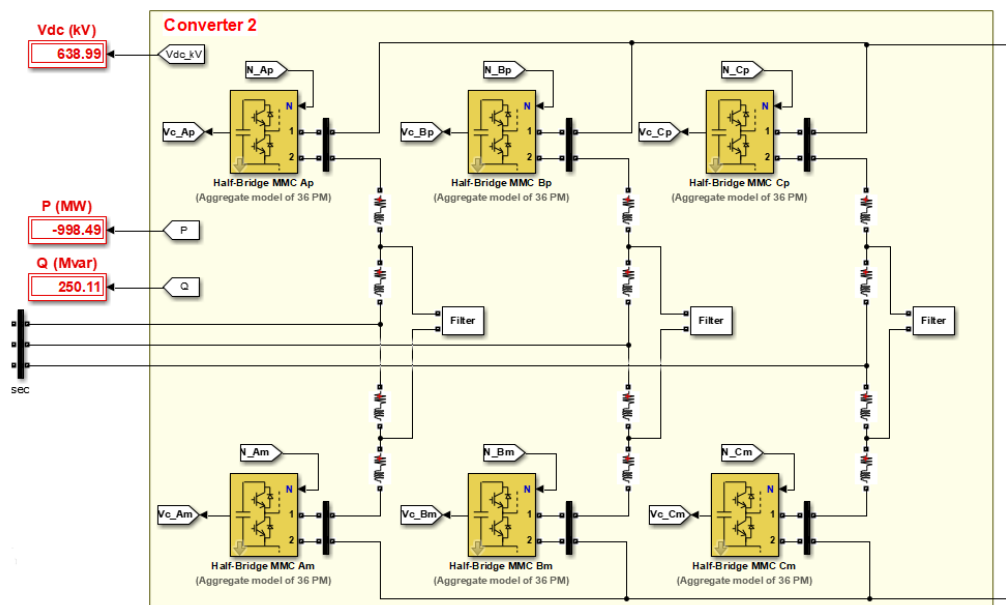 Converter 2
Vdc (kV)
638.99
Vdc_kV
N_Ap
N_Bp
N_Cp
Vc_Ap
N
1
2
Vc_Bp
N
1
2
Vc_Cp
N
1
2
Half-Bridge MMC Ap
(Aggregate model of 36 PM)
Half-Bridge MMC Bp
(Aggregate model of 36 PM)
Half-Bridge MMC Cp
(Aggregate model of 36 PM)
P (MW)
-998.49
P
Q (Mvar)
250.11
Q
Filter
Filter
Filter
sec
N_Am
N_Bm
N_Cm
Vc_Am
N
1
2
Vc_Bm
N
1
2
Vc_Cm
N
1
2
Half-Bridge MMC Am
(Aggregate model of 36 PM)
Half-Bridge MMC Bm
(Aggregate model of 36 PM)
Half-Bridge MMC Cm
(Aggregate model of 36 PM)